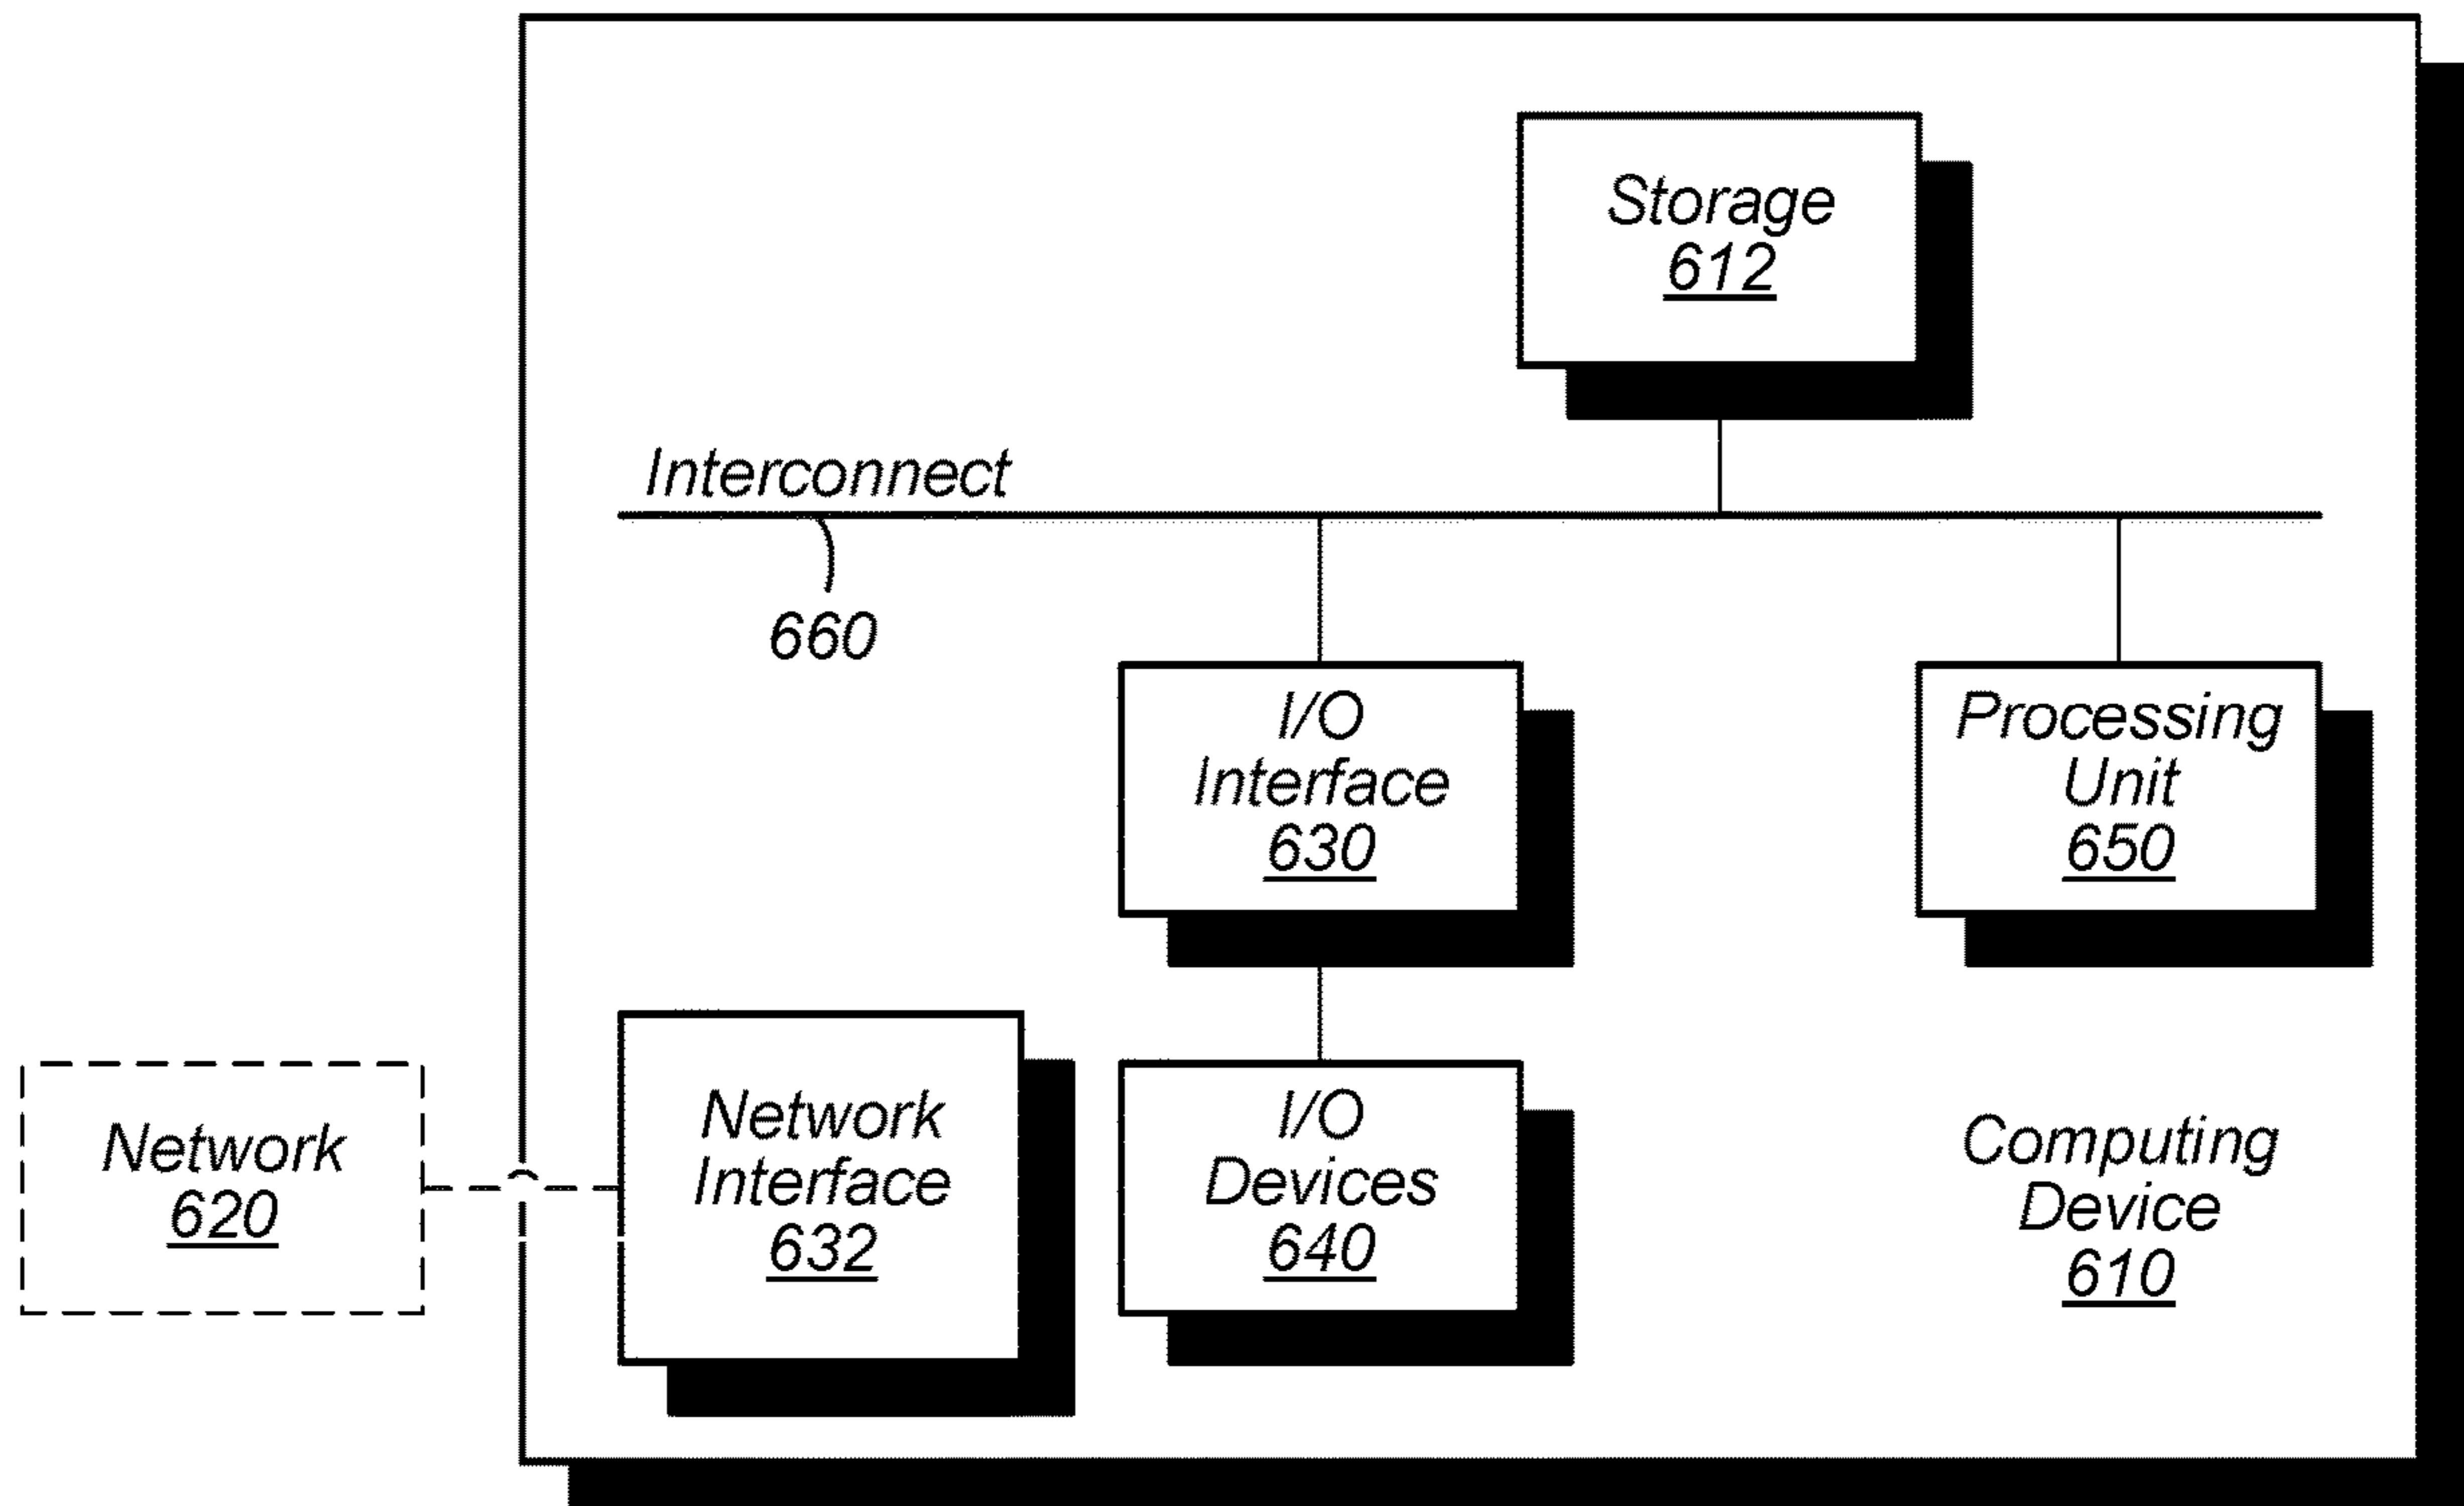 Storage
612
Interconnect
660
I/O
Interface
630
Processing
Unit
650
Network
620
Network
Interface
632
I/O
Devices
640
Computing
Device
610